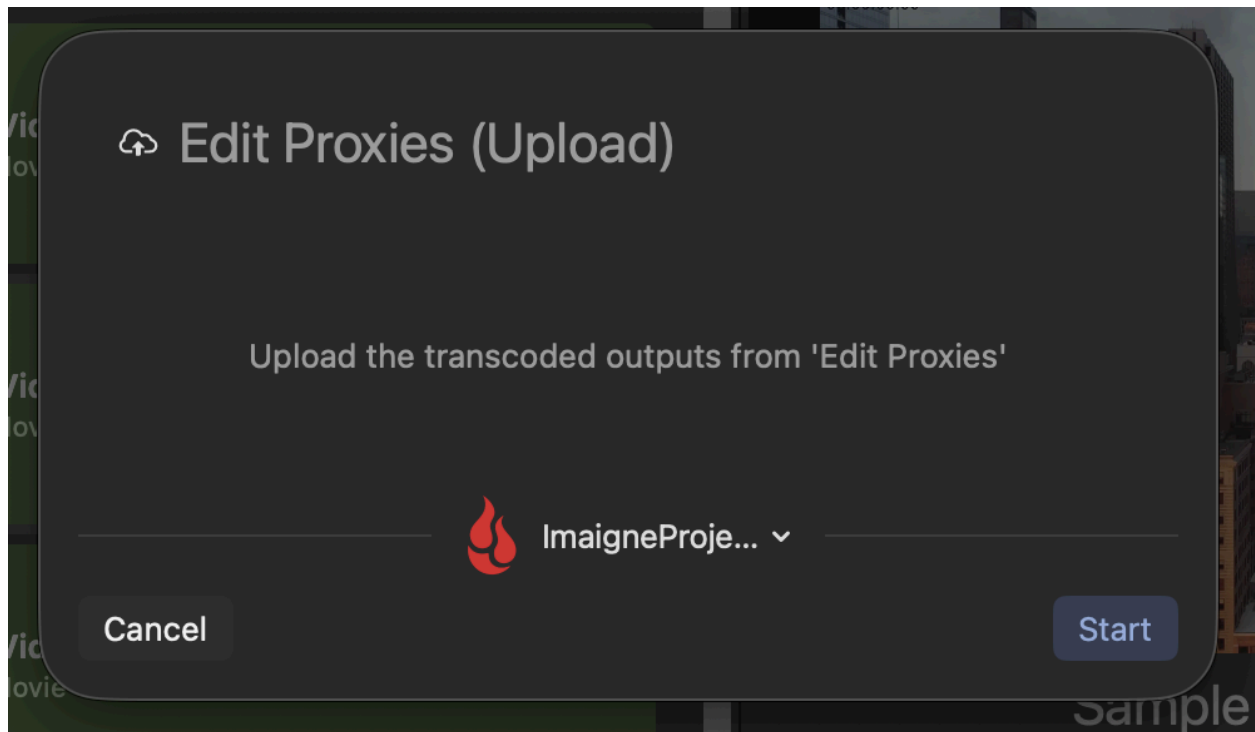 Edit Proxies (Upload)
Upload the transcoded outputs from 'Edit Proxies'
ImaigneProje...
Cancel
Start
Sample